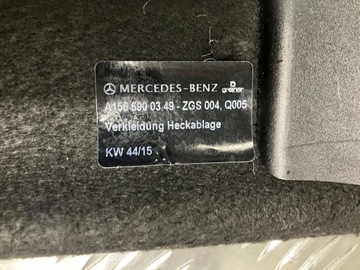 MERCEDES-BENZ
A156 690 03 49 - ZGS 004, Q005
Verkleidung Heckablage
KW 44/15